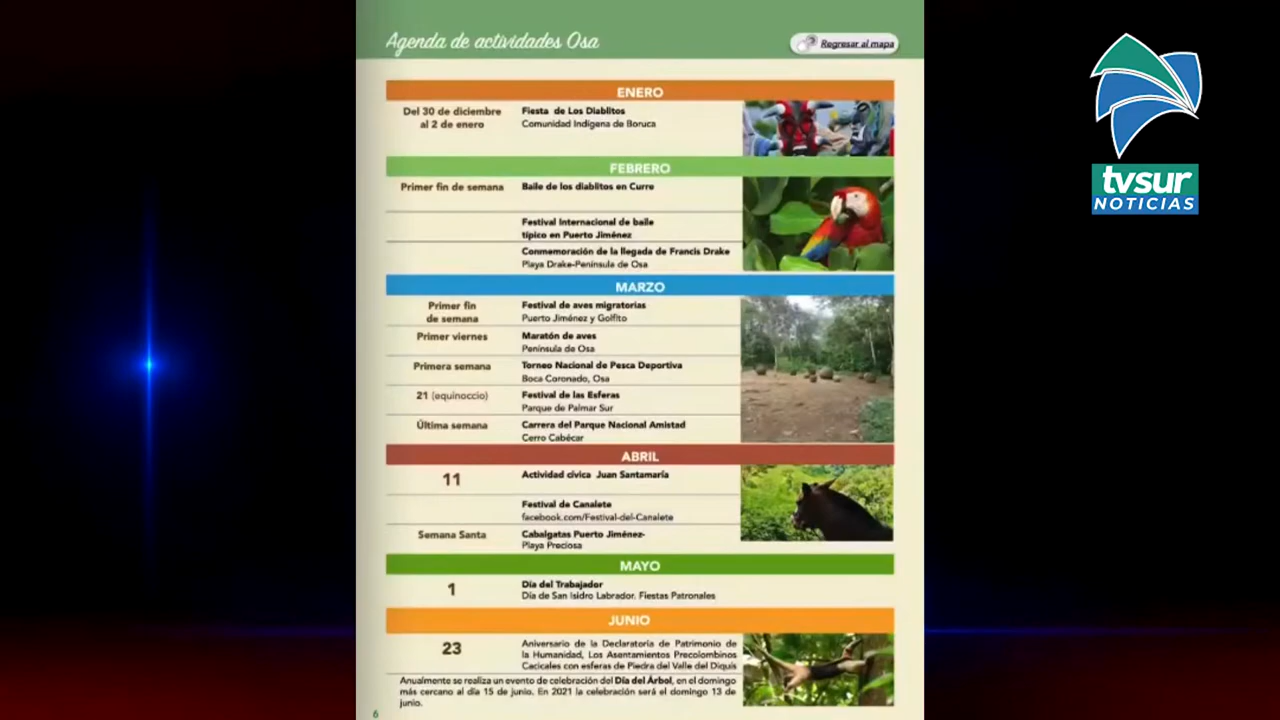 Agenda de actividades Osa
Regresar al mapa
tvsur
NOTICIAS
ENERO
Del 30 de diciembre
al 2 de enero
Fiesta de Los Diablitos
Comunidad Indígena de Boruca
FEBRERO
Primer fin de semana
Baile de los diablitos en Curre
Festival Internacional de baile
típico en Puerto Jiménez
Conmemoración de la llegada de Francis Drake
Playa Drake-Península de Osa
MARZO
Primer fin
de semana
Festival de aves migratorias
Puerto Jiménez y Golfito
Primer viernes
Maratón de aves
Península de Osa
Primera semana
Torneo Nacional de Pesca Deportiva
Boca Coronado, Osa
21 (equinoccio)
Festival de las Esferas
Parque de Palmar Sur
Última semana
Carrera del Parque Nacional Amistad
Cerro Cabécar
ABRIL
11
Actividad cívica Juan Santamaría
Festival de Canalete
facebook.com/Festival-del-Canalete
Semana Santa
Cabalgatas Puerto Jiménez-
Playa Preciosa
MAYO
1
Día del Trabajador
Día de San Isidro Labrador. Fiestas Patronales
JUNIO
23
Aniversario de la Declaratoria de Patrimonio de
la Humanidad, Los Asentamientos Precolombinos
Cacicales con esferas de Piedra del Valle del Diquís
Anualmente se realiza un evento de celebración del Día del Árbol, en el domingo
más cercano al día 15 de junio. En 2021 la celebración será el domingo 13 de
junio.
6